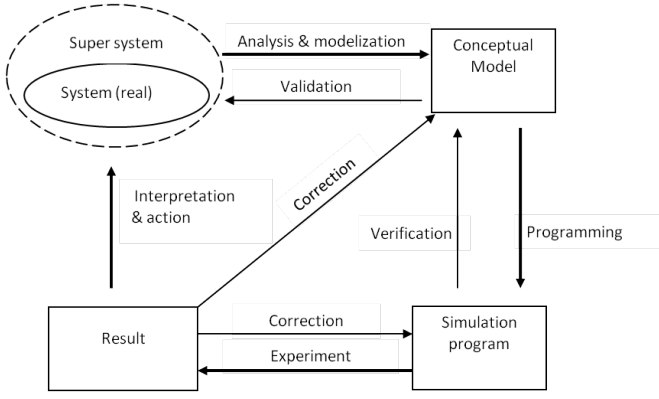 Super system
System (real)
Analysis & modelization
Validation
Conceptual
Model
Interpretation
& action
Correction
Verification
Programming
Result
Correction
Experiment
Simulation
program